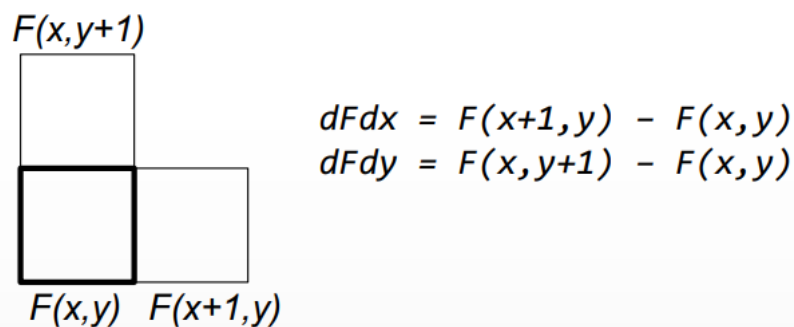 F(x,y+1)
dFdx = F(x+1,y) - F(x,y)
dFdy = F(x,y+1) - F(x,y)
F(x,y) F(x+1,y)